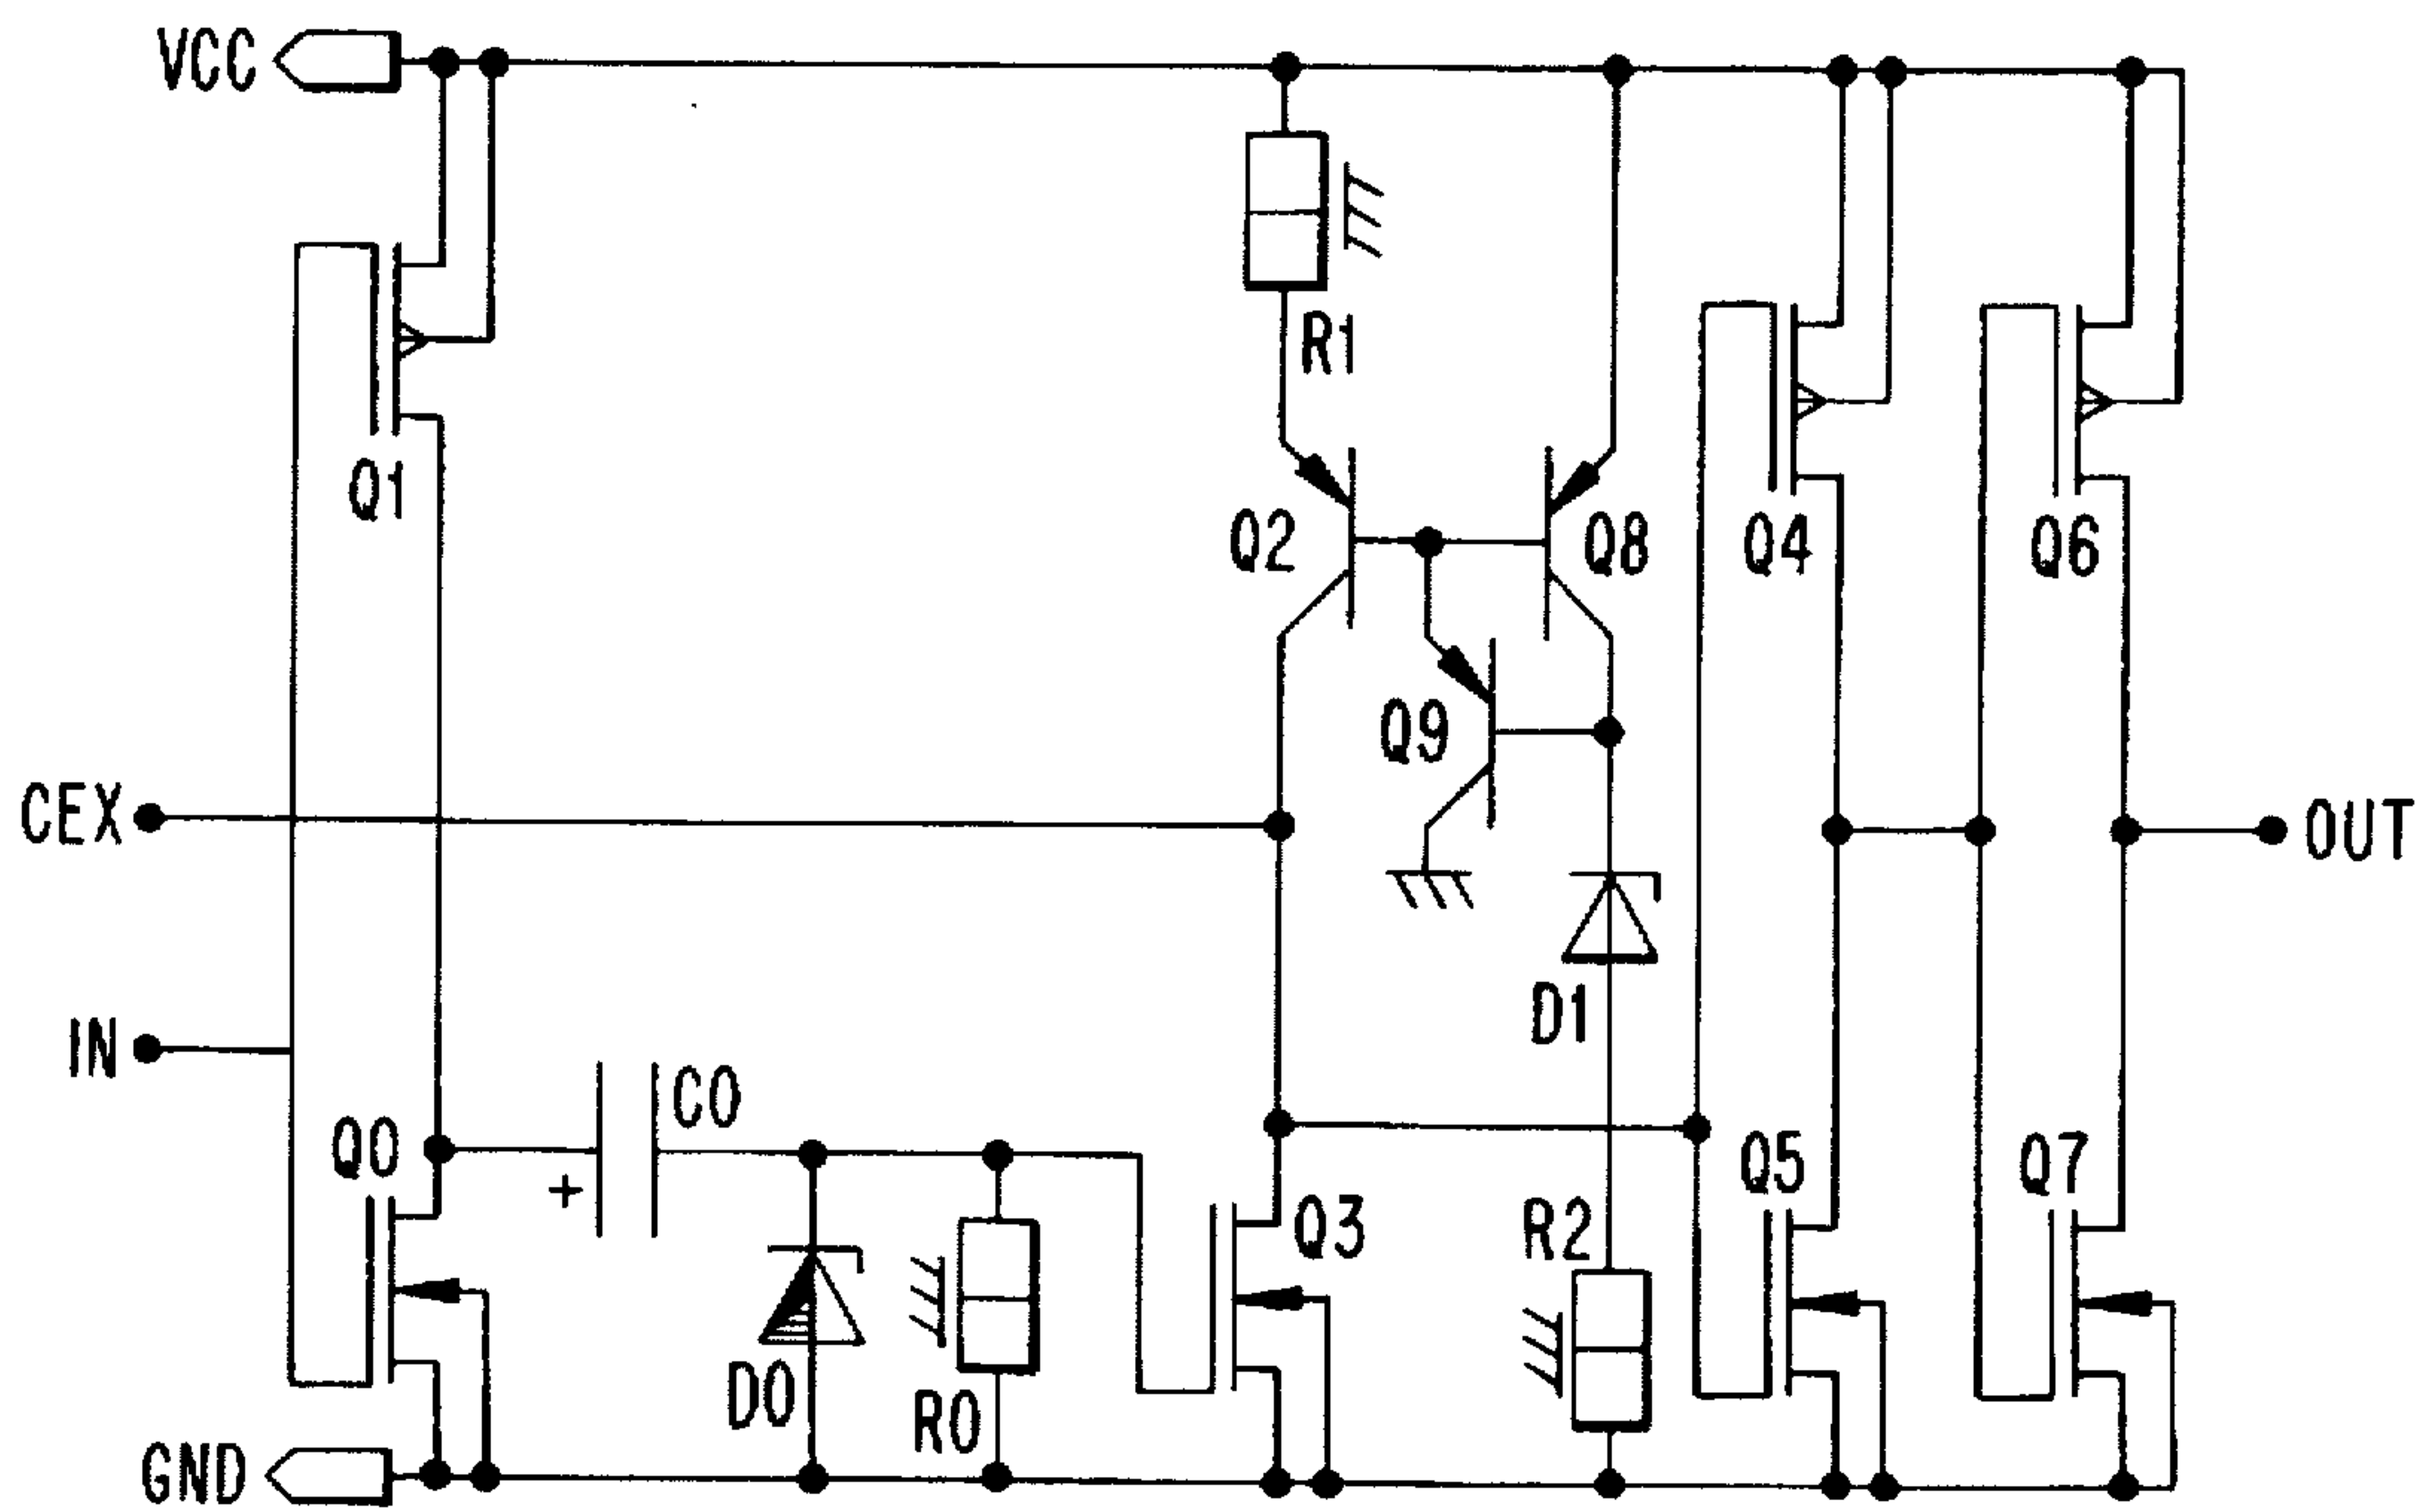 VCC
R1
Q1
Q2
Q8
Q4
Q6
Q9
CEX
OUT
D1
IN
C0
Q0
+
Q5
Q7
Q3
R2
D0
R0
GND